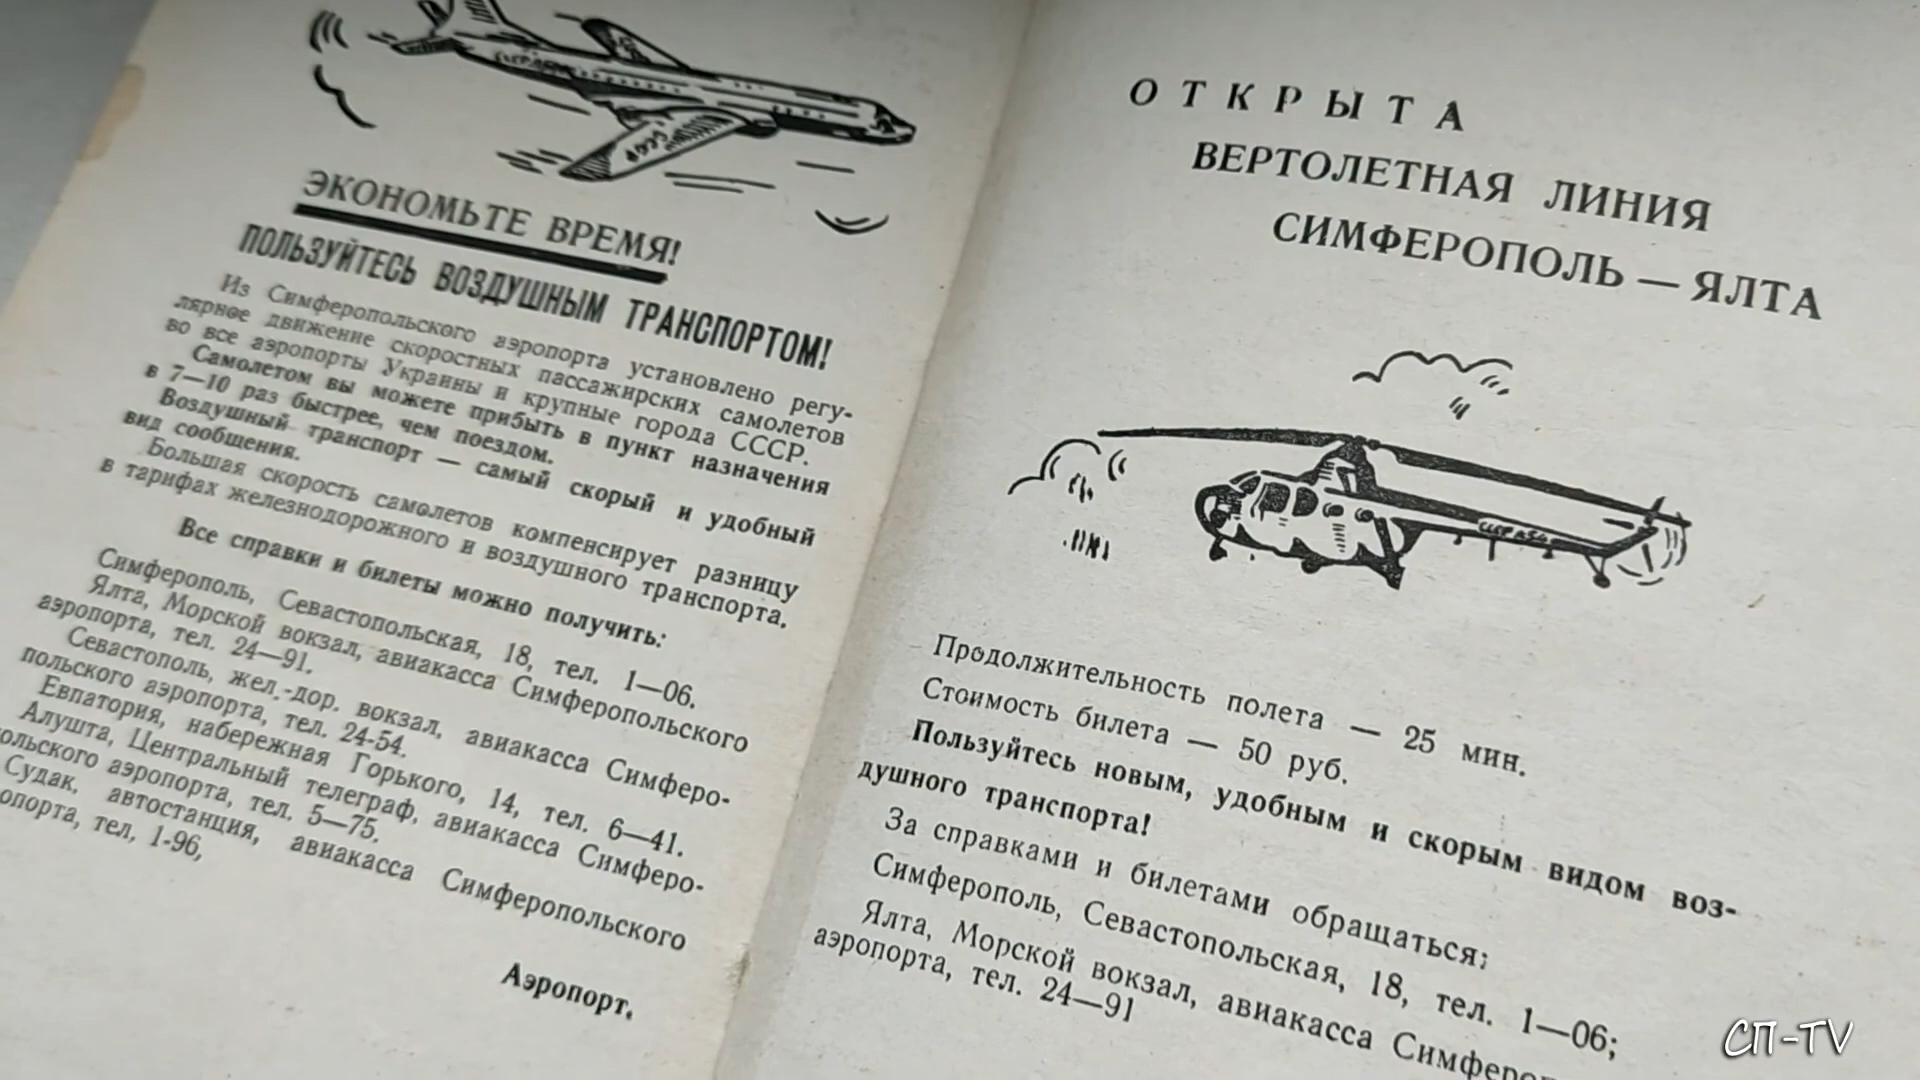 ЭКОНОМЬТЕ ВРЕМЯ!
ПОЛЬЗУЙТЕСЬ ВОЗДУШНЫМ ТРАНСПОРТОМ!
Из Симферопольского аэропорта установлено регу-
лярное движение скоростных пассажирских самолетов
во все аэропорты Украины и крупные города СССР.
Самолетом вы можете прибыть в пункт назначения
в 7—10 раз быстрее, чем поездом.
Воздушный транспорт — самый скорый и удобный
вид сообщения.
Большая скорость самолетов компенсирует разницу
в тарифах железнодорожного и воздушного транспорта.
Все справки и билеты можно получить:
Симферополь, Севастопольская, 18, тел. 1—06.
Ялта, Морской вокзал, авиакасса Симферопольского
аэропорта, тел. 24—91.
Севастополь, жел.-дор. вокзал, авиакасса Симферо-
польского аэропорта, тел. 24-54.
Евпатория, набережная Горького, 14, тел. 6—41.
Алушта, Центральный телеграф, авиакасса Симферо-
ольского аэропорта, тел. 5—75.
Судак, автостанция, авиакасса Симферопольского
опорта, тел, 1-96,
Аэропорт.
СССР
ОТКРЫТА
ВЕРТОЛЕТНАЯ ЛИНИЯ
СИМФЕРОПОЛЬ — ЯЛТА
Продолжительность полета — 25 мин.
Стоимость билета — 50 руб.
Пользуйтесь новым, удобным и скорым видом воз-
душного транспорта!
За справками и билетами обращаться:
Симферополь, Севастопольская, 18, тел. 1—06;
Ялта, Морской вокзал, авиакасса Симферо
аэропорта, тел. 24—91
СП-TV